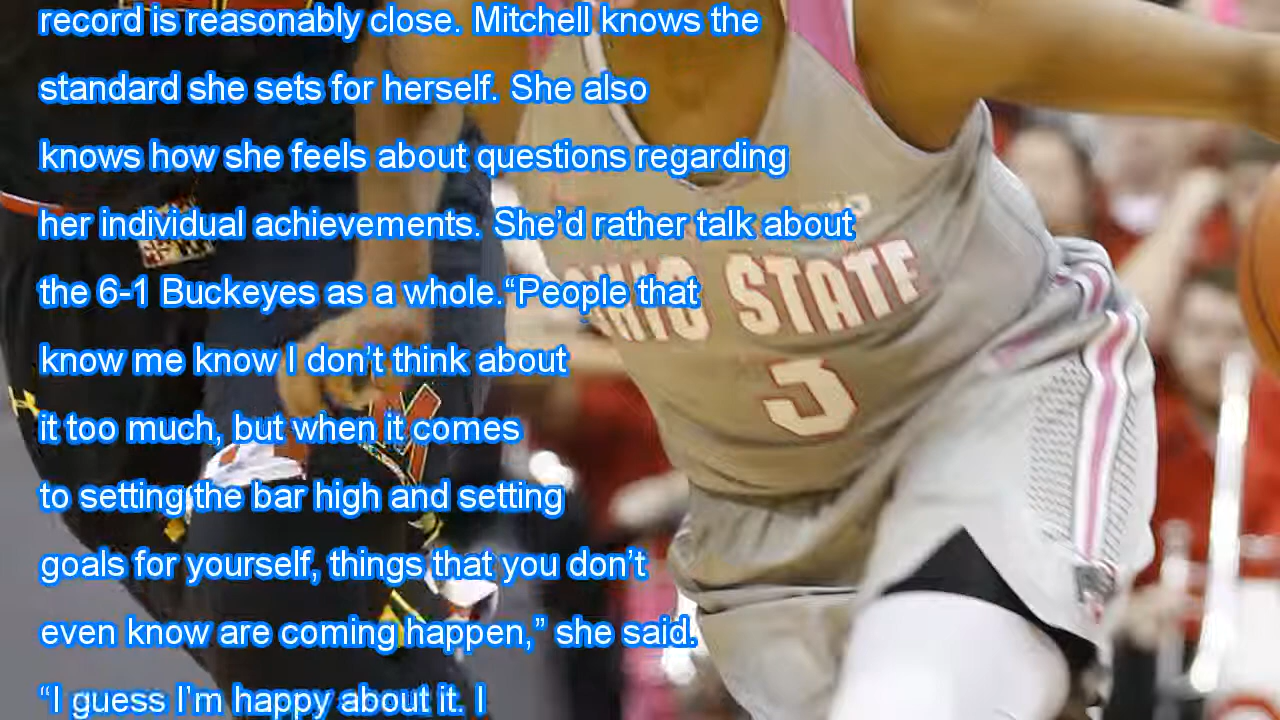 record is reasonably close. Mitchell knows the
standard she sets for herself. She also
knows how she feels about questions regarding
her individual achievements. She’d rather talk about
the 6-1 Buckeyes as a whole.“People that
know me know I don’t think about
it too much, but when it comes
to setting the bar high and setting
goals for yourself, things that you don’t
even know are coming happen,” she said.
“I guess I’m happy about it. I
OHIO STATE
3